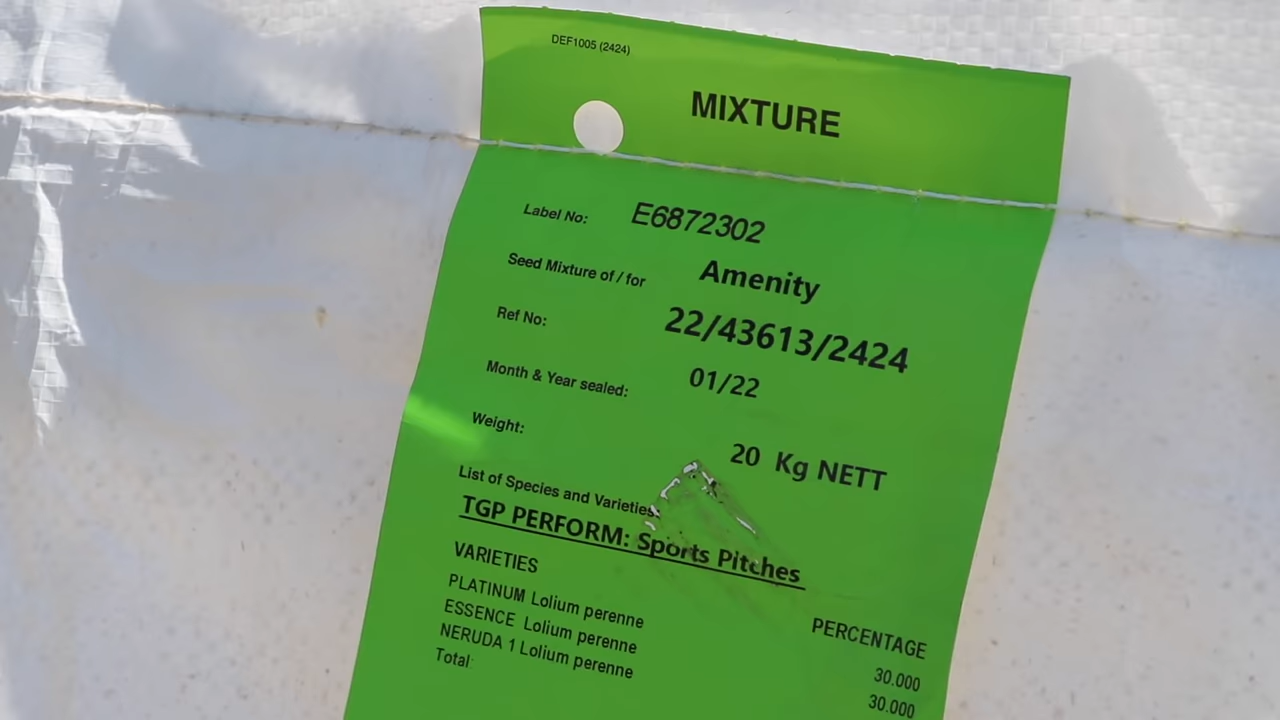 DEF1005 (2424)
MIXTURE
Label No: E6872302
Seed Mixture of / for Amenity
Ref No: 22/43613/2424
Month & Year sealed: 01/22
Weight: 20 Kg NETT
List of Species and Varieties:
TGP PERFORM: Sports Pitches
VARIETIES PERCENTAGE
PLATINUM Lolium perenne 30.000
ESSENCE Lolium perenne 30.000
NERUDA 1 Lolium perenne
Total